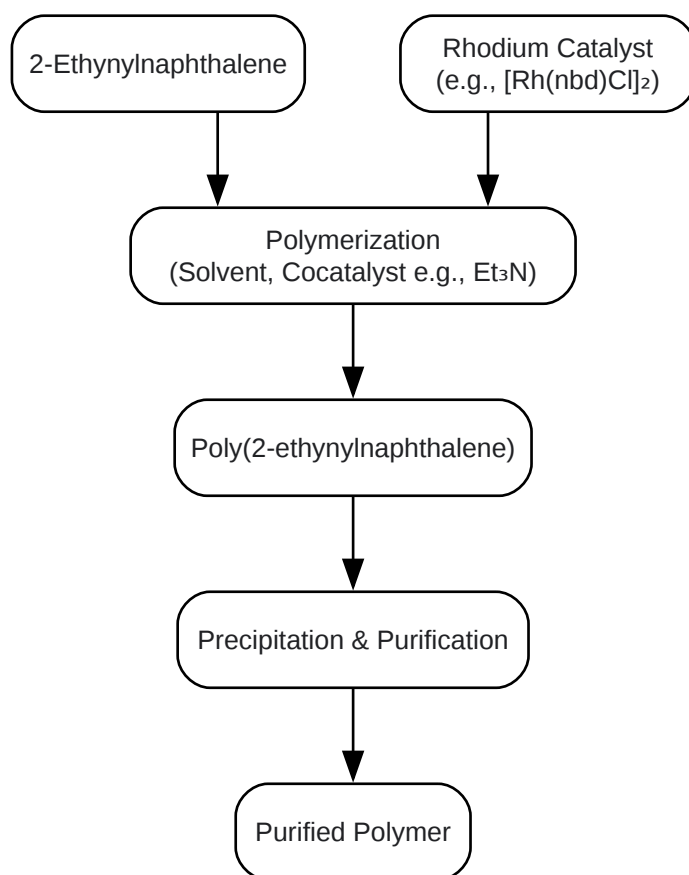 2-Ethynylnaphthalene
Rhodium Catalyst
(e.g., [Rh(nbd)Cl]₂)
Polymerization
(Solvent, Cocatalyst e.g., Et₃N)
Poly(2-ethynylnaphthalene)
Precipitation & Purification
Purified Polymer